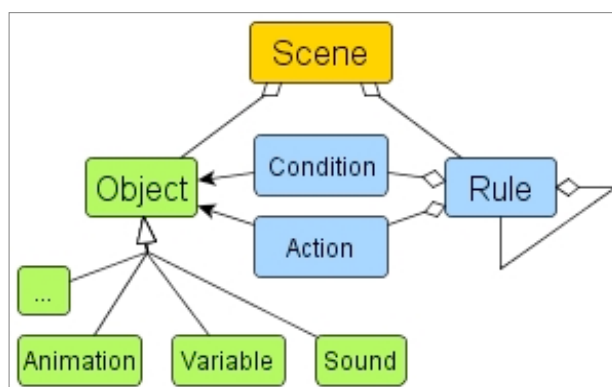 Scene
Condition
Object
Rule
Action
...
Animation
Variable
Sound